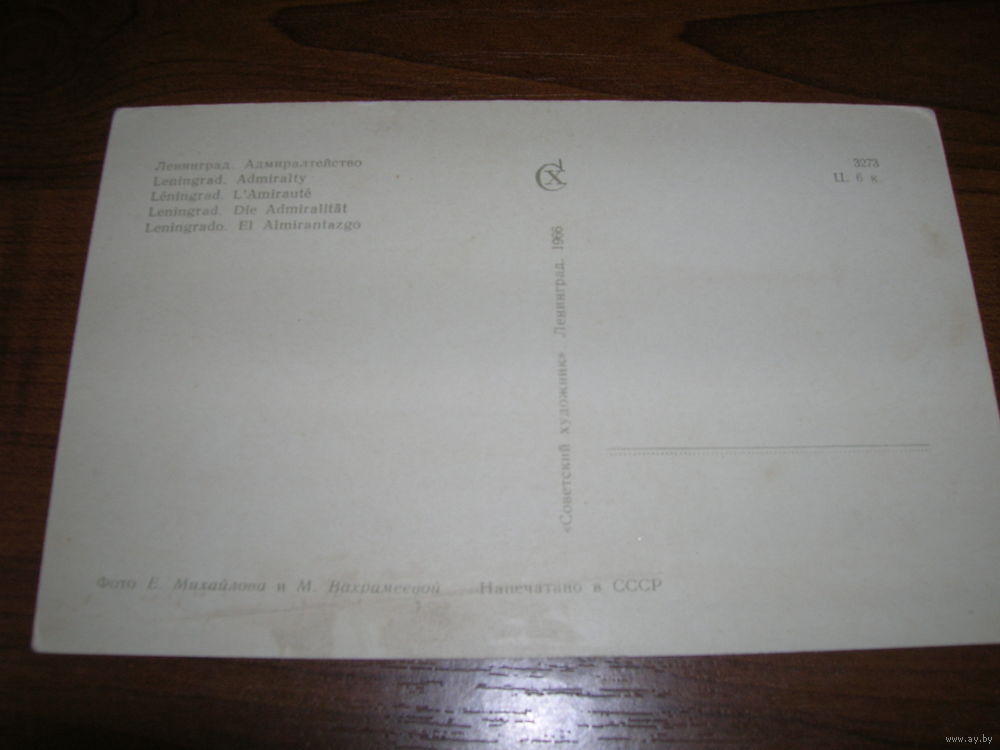 Ленинград. Адмиралтейство
Leningrad. Admiralty
Léningrad. L'Amirauté
Leningrad. Die Admiralität
Leningrado. El Almirantazgo
3273
Ц. 6 к.
«Советский художник» Ленинград. 1966
Фото Е. Михайлова и М. Вахрамеевой Напечатано в СССР
www.ay.by